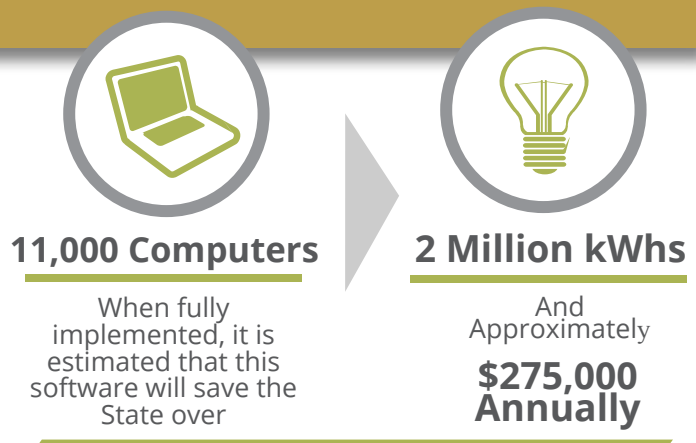 11,000 Computers
When fully
implemented, it is
estimated that this
software will save the
State over
2 Million kWhs
And
Approximately
$275,000
Annually